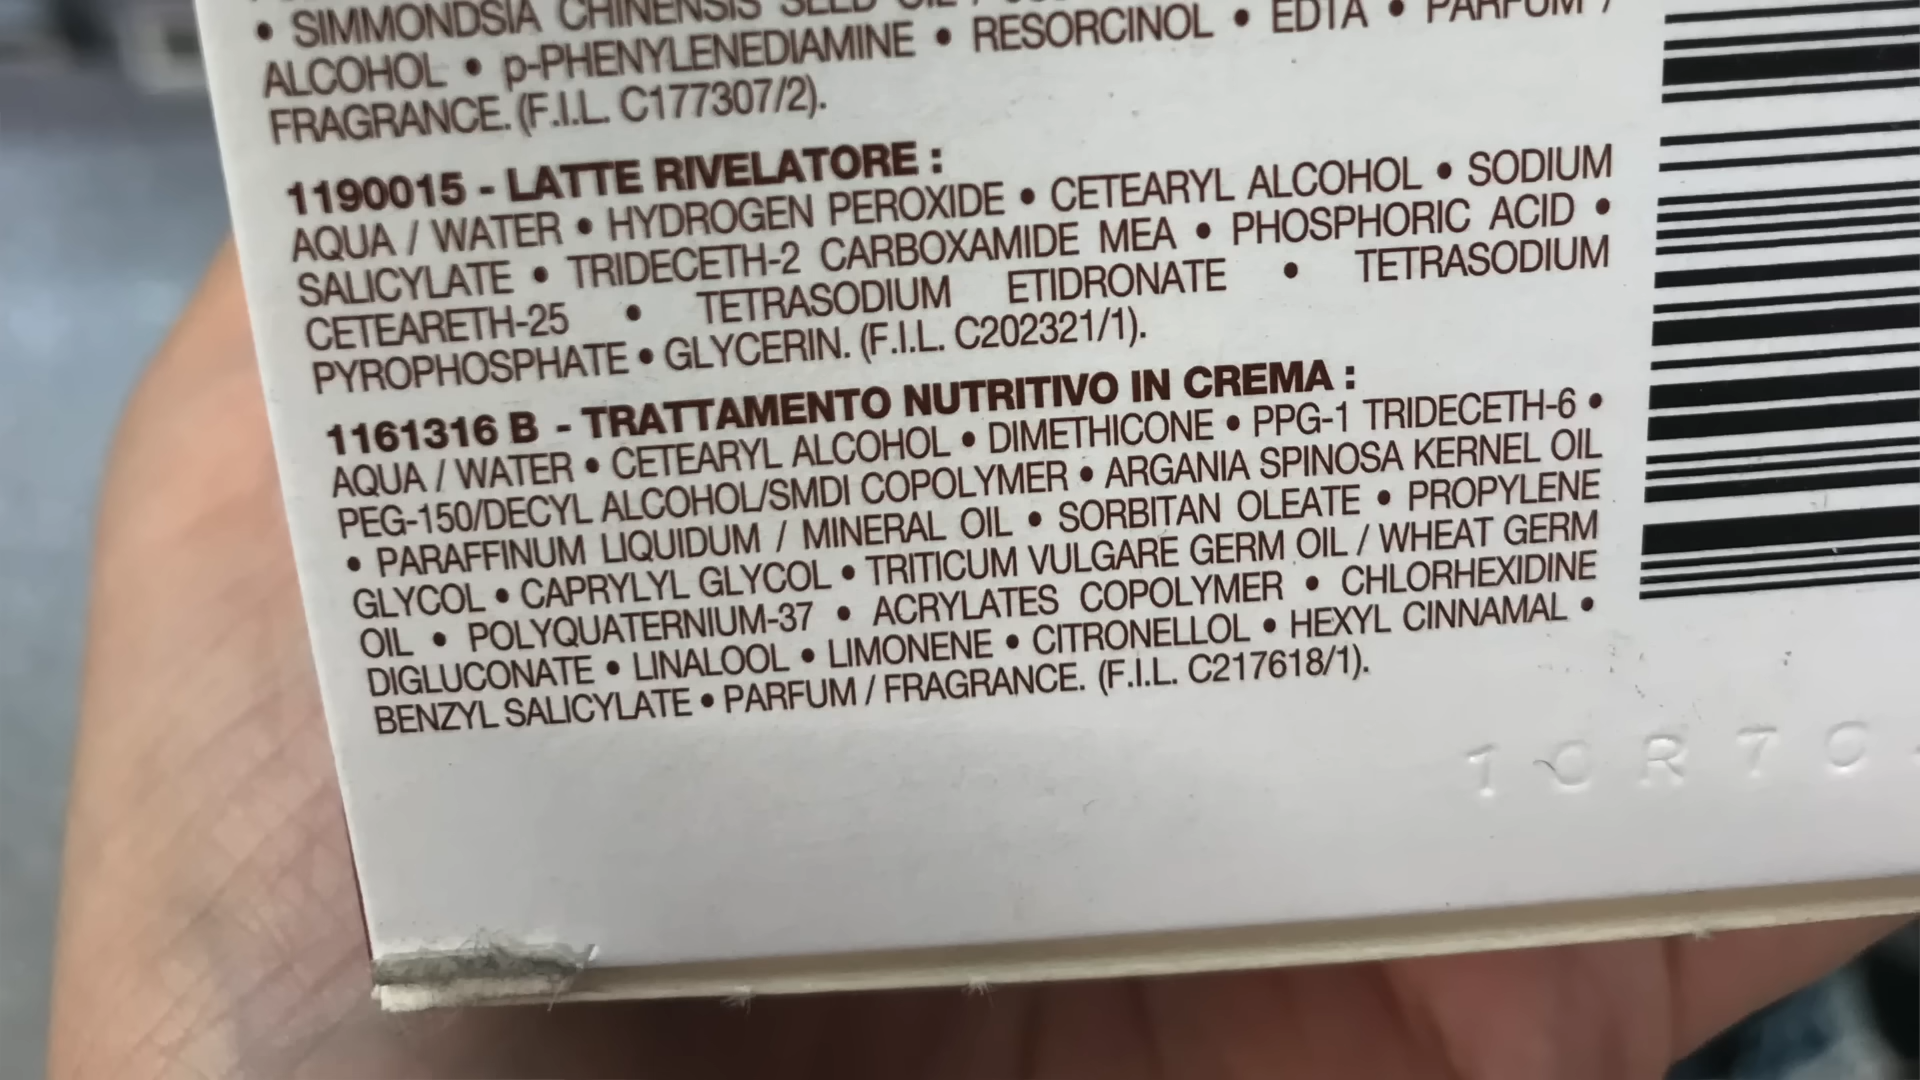 • SIMMONDSIA CHINENSIS SEED OIL /
ALCOHOL • p-PHENYLENEDIAMINE • RESORCINOL • EDTA • PARFUM /
FRAGRANCE. (F.I.L. C177307/2).
1190015 - LATTE RIVELATORE :
AQUA / WATER • HYDROGEN PEROXIDE • CETEARYL ALCOHOL • SODIUM
SALICYLATE • TRIDECETH-2 CARBOXAMIDE MEA • PHOSPHORIC ACID •
CETEARETH-25 • TETRASODIUM ETIDRONATE • TETRASODIUM
PYROPHOSPHATE • GLYCERIN. (F.I.L. C202321/1).
1161316 B - TRATTAMENTO NUTRITIVO IN CREMA :
AQUA / WATER • CETEARYL ALCOHOL • DIMETHICONE • PPG-1 TRIDECETH-6 •
PEG-150/DECYL ALCOHOL/SMDI COPOLYMER • ARGANIA SPINOSA KERNEL OIL
• PARAFFINUM LIQUIDUM / MINERAL OIL • SORBITAN OLEATE • PROPYLENE
GLYCOL • CAPRYLYL GLYCOL • TRITICUM VULGARE GERM OIL / WHEAT GERM
OIL • POLYQUATERNIUM-37 • ACRYLATES COPOLYMER • CHLORHEXIDINE
DIGLUCONATE • LINALOOL • LIMONENE • CITRONELLOL • HEXYL CINNAMAL •
BENZYL SALICYLATE • PARFUM / FRAGRANCE. (F.I.L. C217618/1).